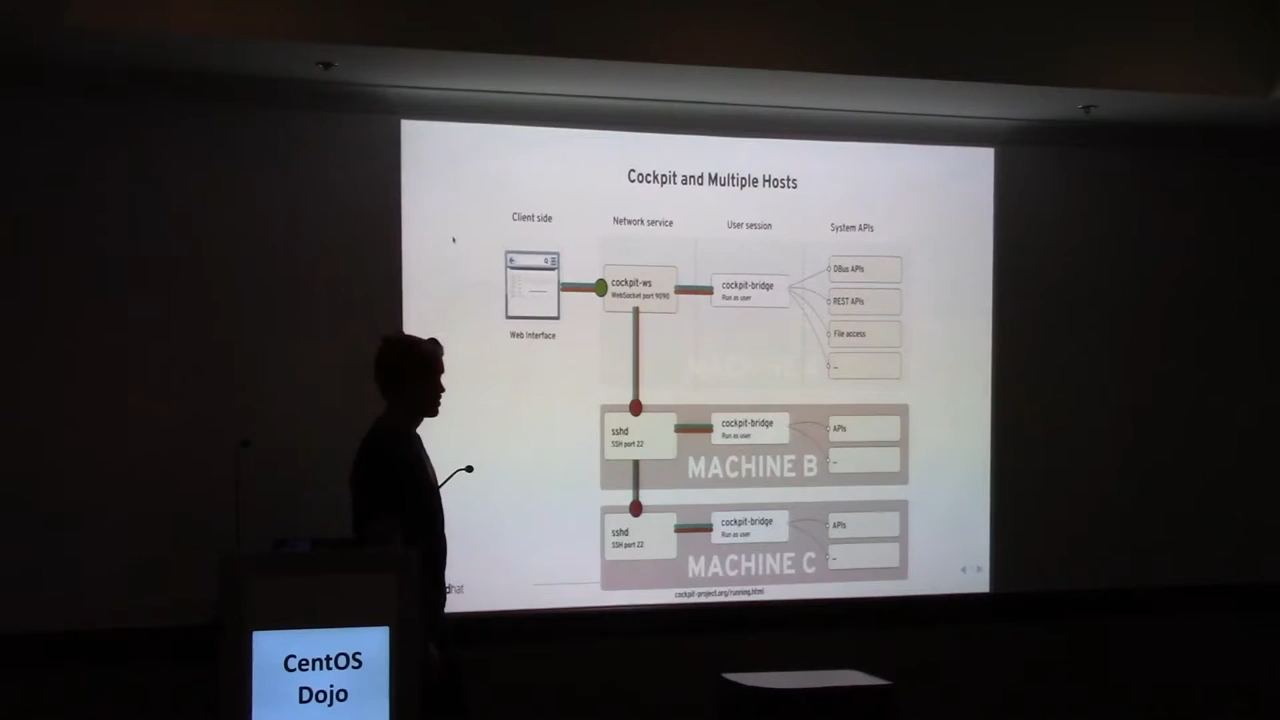 Cockpit and Multiple Hosts
Client side
Network service
User session
System APIs
cockpit-ws
WebSocket port 9090
cockpit-bridge
Run as user
DBus APIs
REST APIs
File access
...
Web Interface
sshd
SSH port 22
cockpit-bridge
Run as user
APIs
...
MACHINE B
sshd
SSH port 22
cockpit-bridge
Run as user
APIs
...
MACHINE C
dhat
cockpit-project.org/running.html
CentOS
Dojo